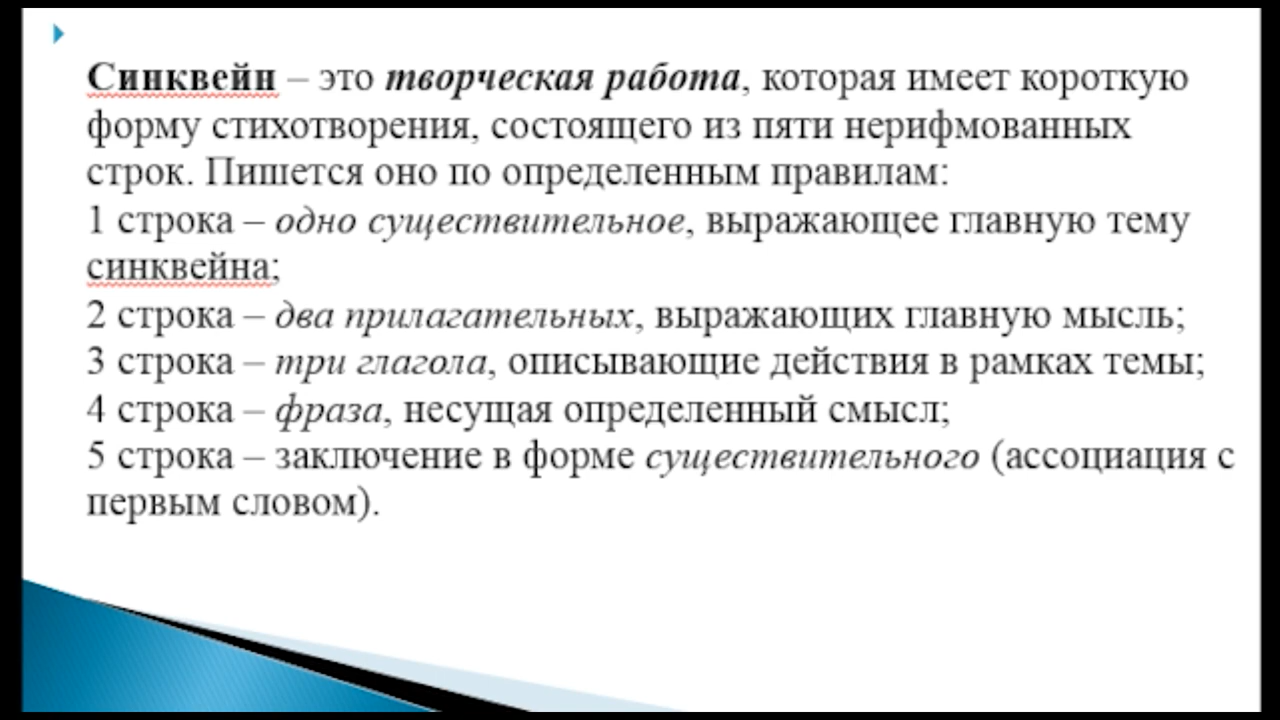 Синквейн – это творческая работа, которая имеет короткую
форму стихотворения, состоящего из пяти нерифмованных
строк. Пишется оно по определенным правилам:
1 строка – одно существительное, выражающее главную тему
синквейна;
2 строка – два прилагательных, выражающих главную мысль;
3 строка – три глагола, описывающие действия в рамках темы;
4 строка – фраза, несущая определенный смысл;
5 строка – заключение в форме существительного (ассоциация с
первым словом).